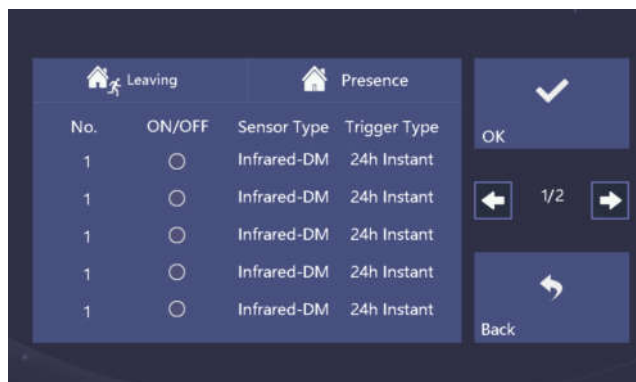 Leaving Presence
No. ON/OFF Sensor Type Trigger Type
1 Infrared-DM 24h Instant
1 Infrared-DM 24h Instant
1 Infrared-DM 24h Instant
1 Infrared-DM 24h Instant
1 Infrared-DM 24h Instant
OK
1/2
Back